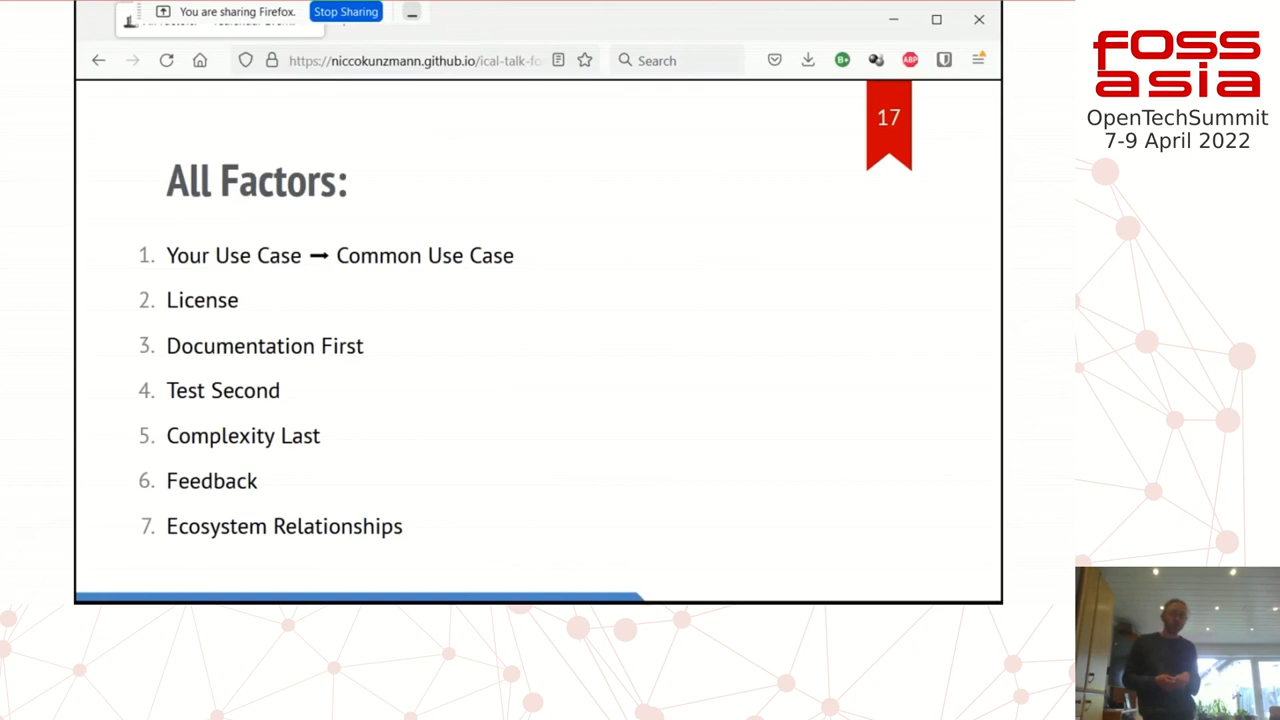 You are sharing Firefox.
Stop Sharing
https://niccokunzmann.github.io/ical-talk-fo
Search
ABP
17
All Factors:
1. Your Use Case ➞ Common Use Case
2. License
3. Documentation First
4. Test Second
5. Complexity Last
6. Feedback
7. Ecosystem Relationships
FOSS
asia
OpenTechSummit
7-9 April 2022